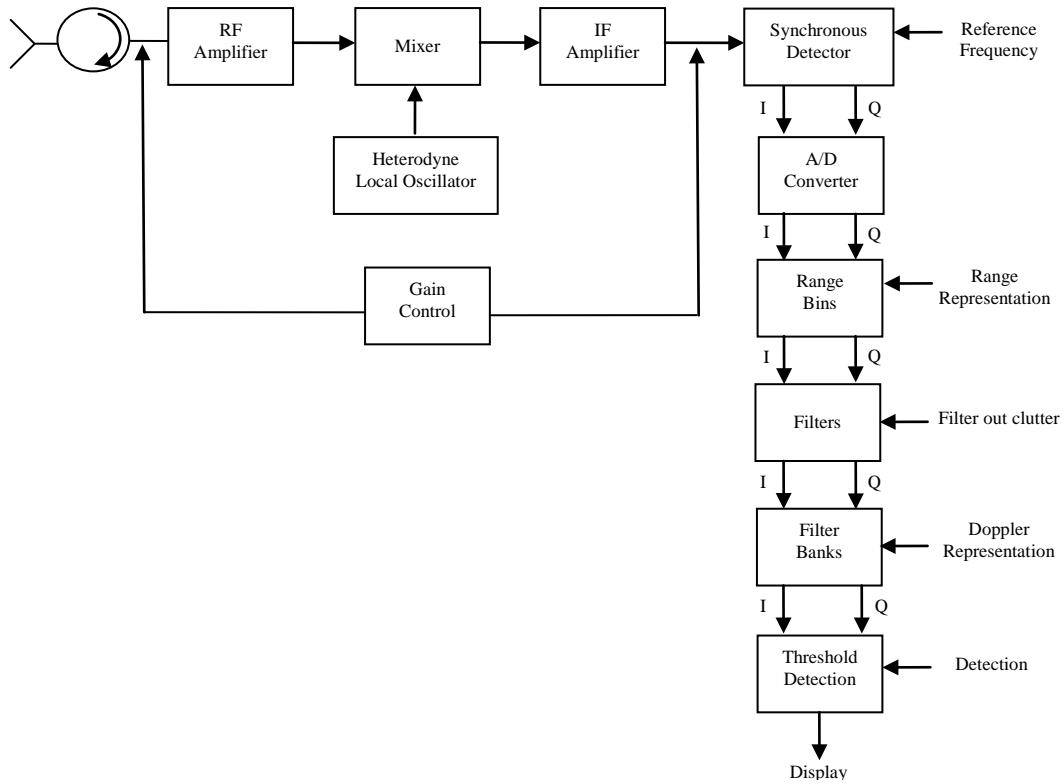 RF
Amplifier
Mixer
IF
Amplifier
Synchronous
Detector
Reference
Frequency
I
Q
Heterodyne
Local Oscillator
A/D
Converter
I
Q
Gain
Control
Range
Bins
Range
Representation
I
Q
Filters
Filter out clutter
I
Q
Filter
Banks
Doppler
Representation
I
Q
Threshold
Detection
Detection
Display